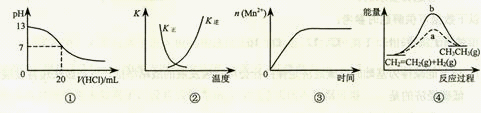 pH
13
7
20
V(HCl)/mL
①
K
K正
K逆
温度
②
n (Mn²⁺)
时间
③
能量
b
a
CH₃CH₃(g)
CH₂=CH₂(g)+H₂(g)
反应过程
④